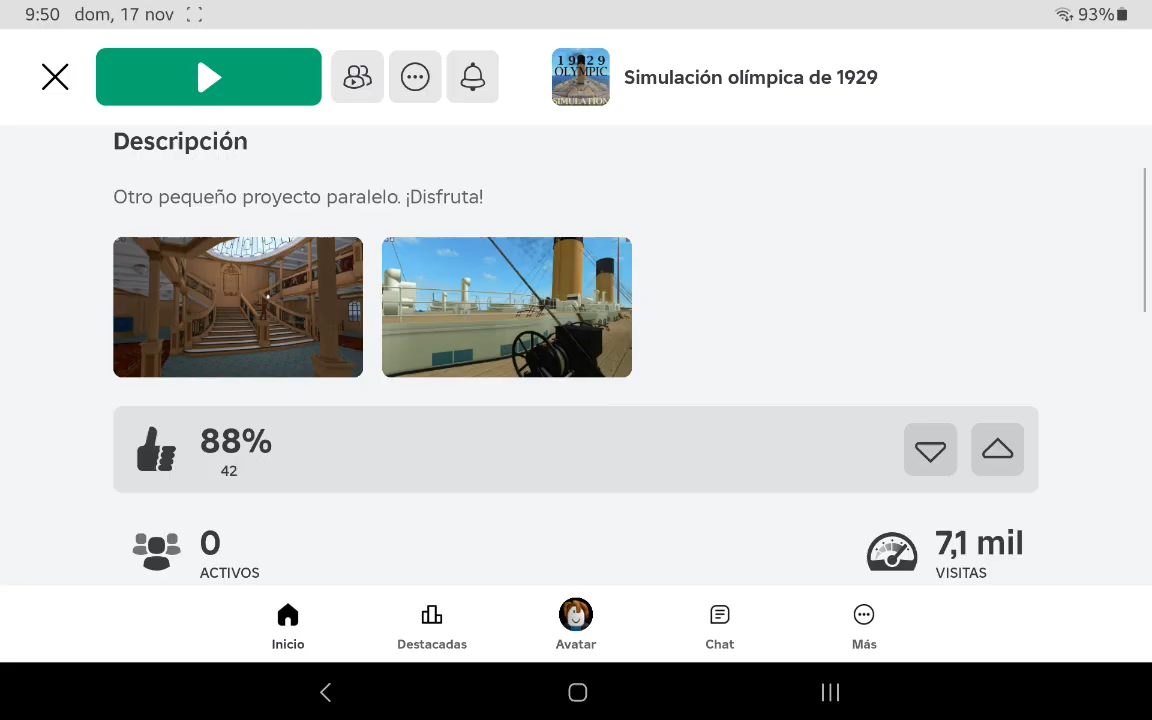 9:50 dom, 17 nov 93%
1929
OLYMPIC
SIMULATION
Simulación olímpica de 1929
Descripción
Otro pequeño proyecto paralelo. ¡Disfruta!
88%
42
0
ACTIVOS
7,1 mil
VISITAS
Inicio Destacadas Avatar Chat Más